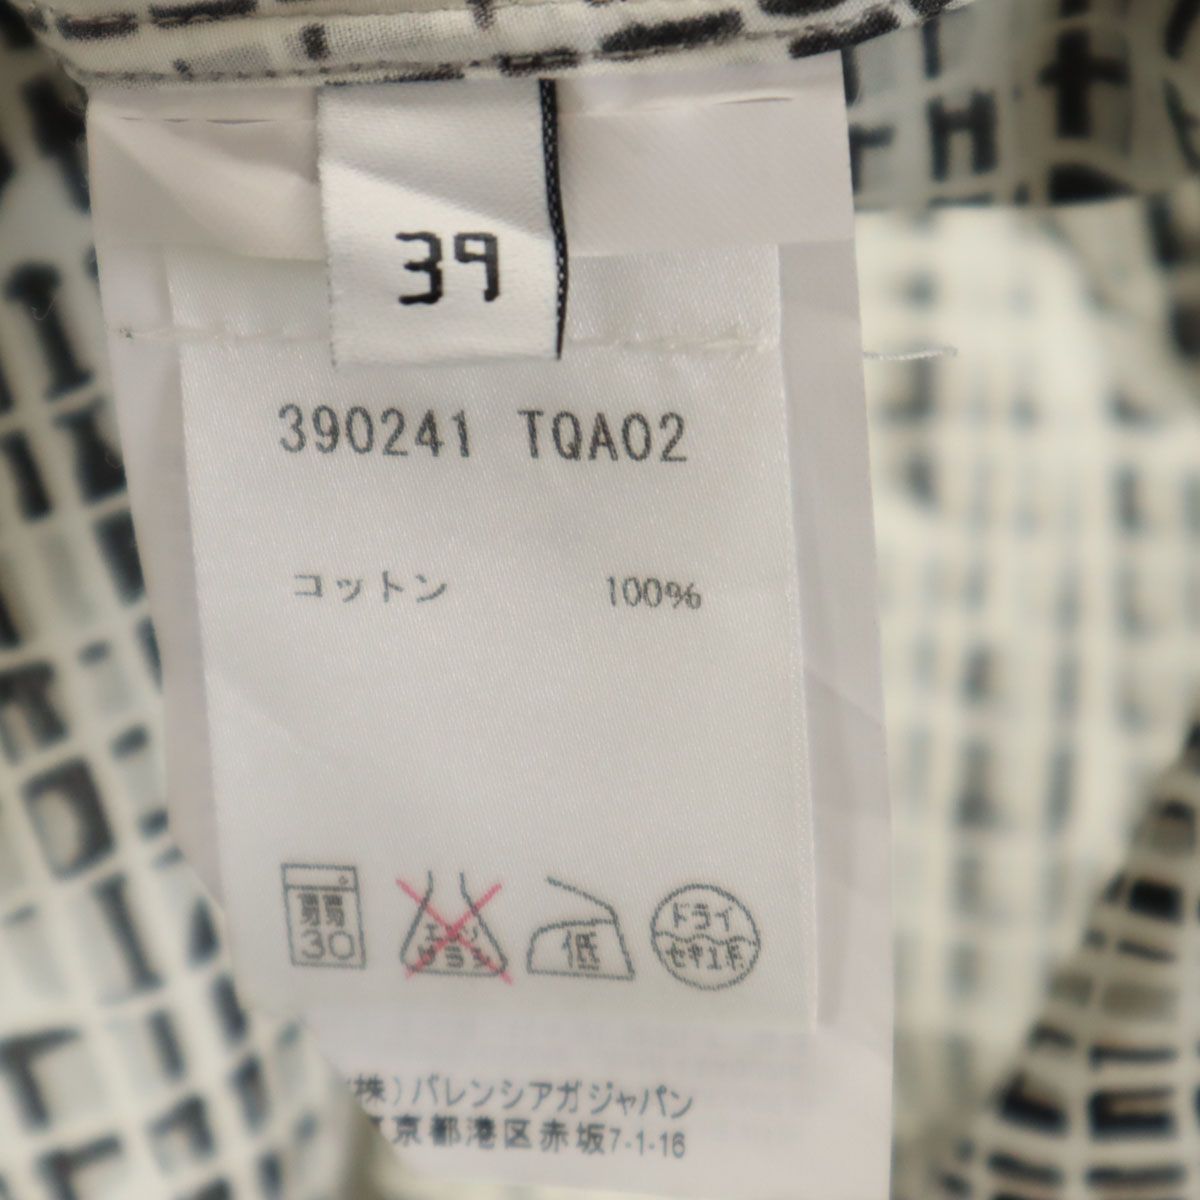 39
390241 TQA02
コットン 100%
弱 30
エンソ サラシ
低
ドライ
セキユ系
(株)バレンシアガジャパン
東京都港区赤坂7-1-16